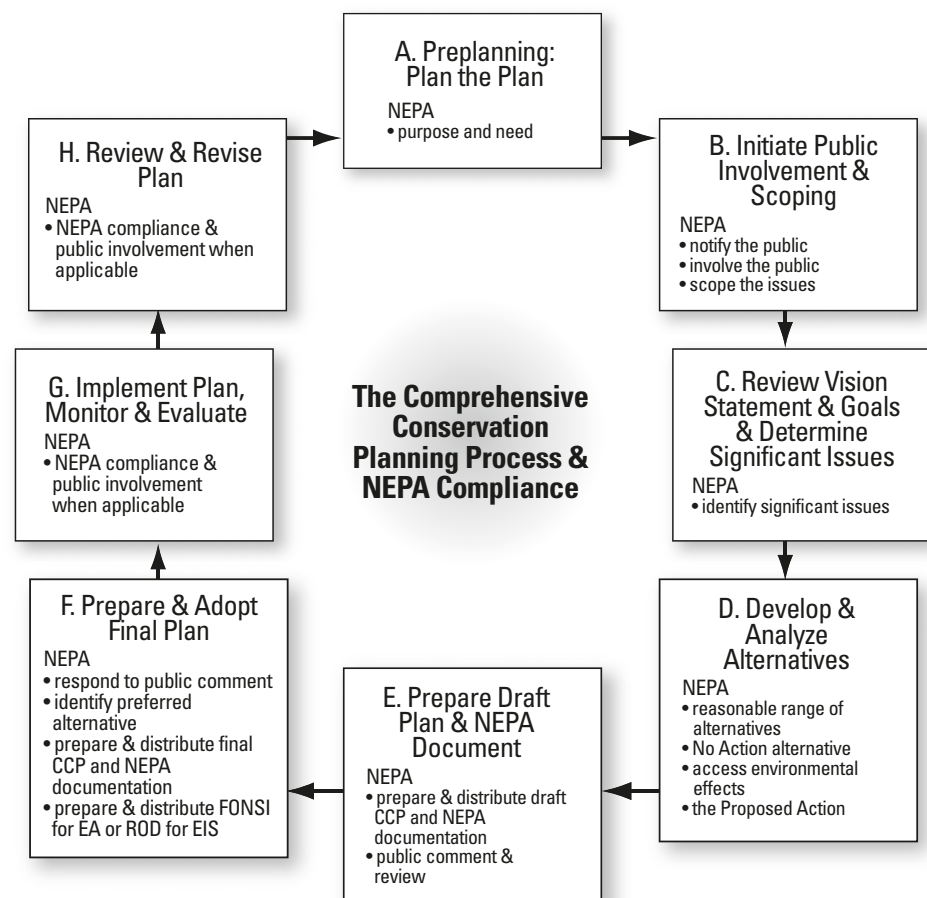 A. Preplanning:
Plan the Plan
NEPA
• purpose and need
B. Initiate Public
Involvement &
Scoping
NEPA
• notify the public
• involve the public
• scope the issues
C. Review Vision
Statement & Goals
& Determine
Significant Issues
NEPA
• identify significant issues
D. Develop &
Analyze
Alternatives
NEPA
• reasonable range of
alternatives
• No Action alternative
• access environmental
effects
• the Proposed Action
E. Prepare Draft
Plan & NEPA
Document
NEPA
• prepare & distribute draft
CCP and NEPA
documentation
• public comment &
review
F. Prepare & Adopt
Final Plan
NEPA
• respond to public comment
• identify preferred
alternative
• prepare & distribute final
CCP and NEPA
documentation
• prepare & distribute FONSI
for EA or ROD for EIS
G. Implement Plan,
Monitor & Evaluate
NEPA
• NEPA compliance &
public involvement
when applicable
H. Review & Revise
Plan
NEPA
• NEPA compliance &
public involvement when
applicable
The Comprehensive
Conservation
Planning Process &
NEPA Compliance